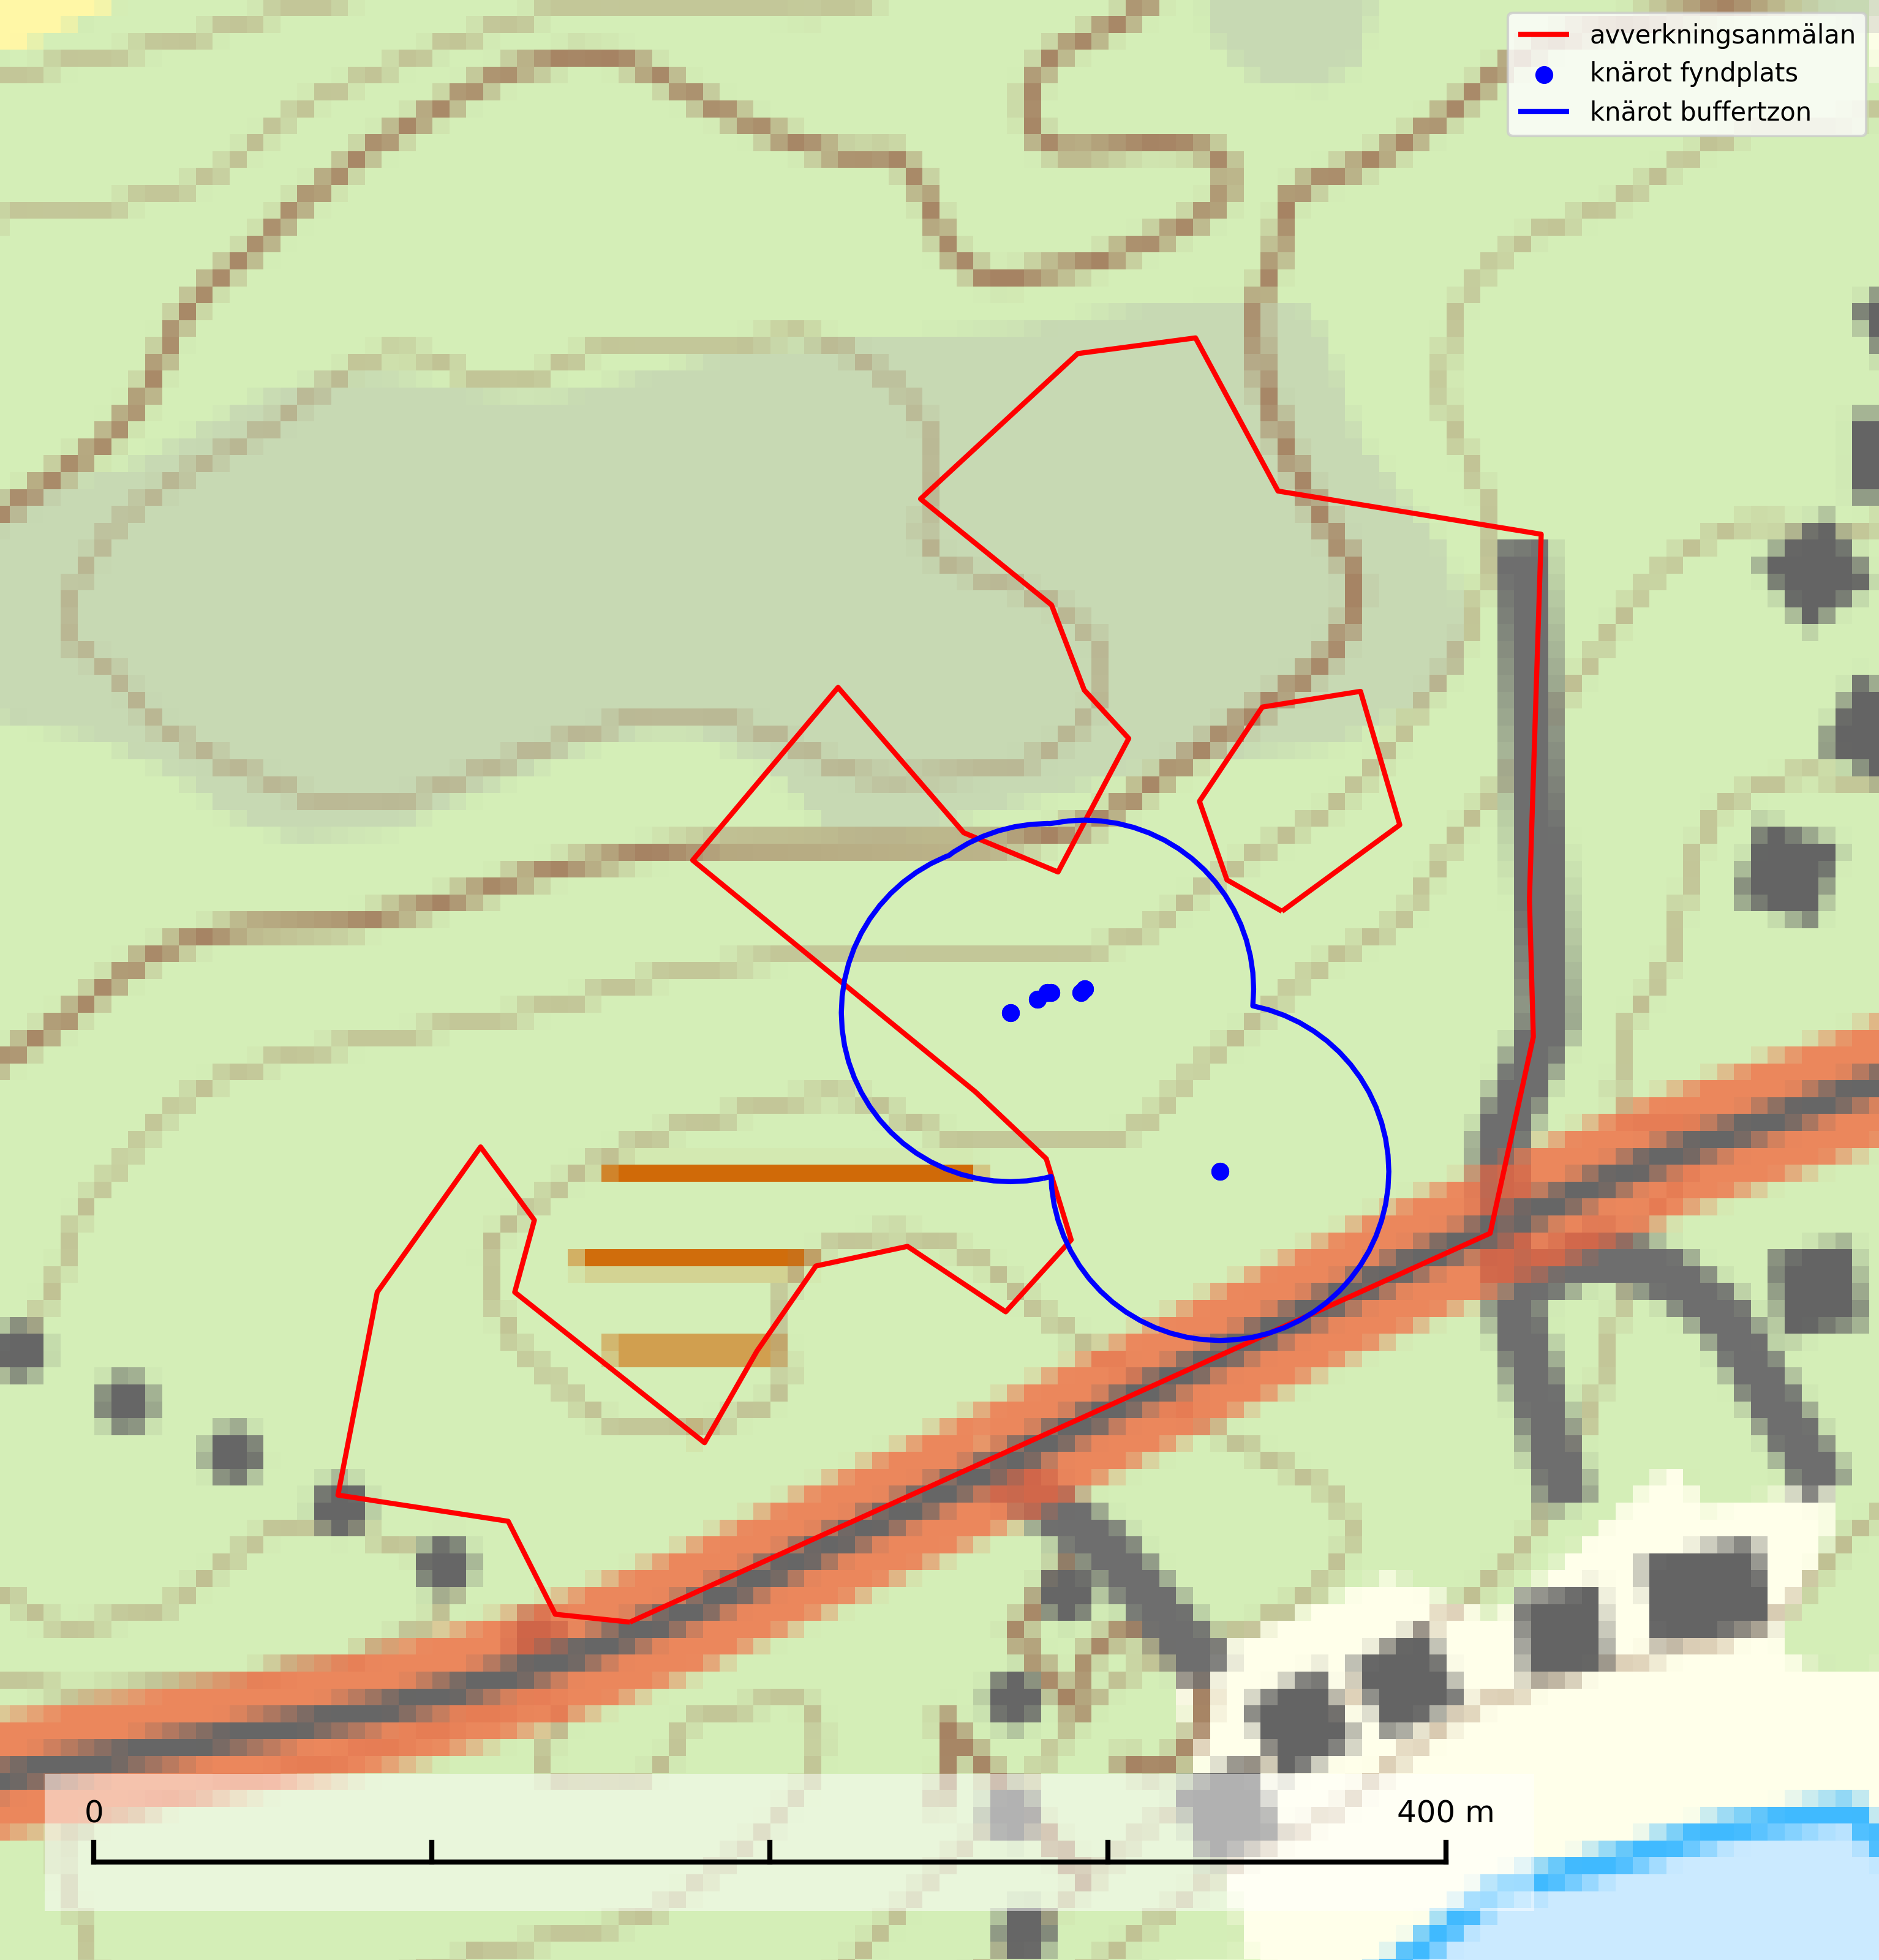 avverkningsanmälan
knärot fyndplats
knärot buffertzon
0
400 m